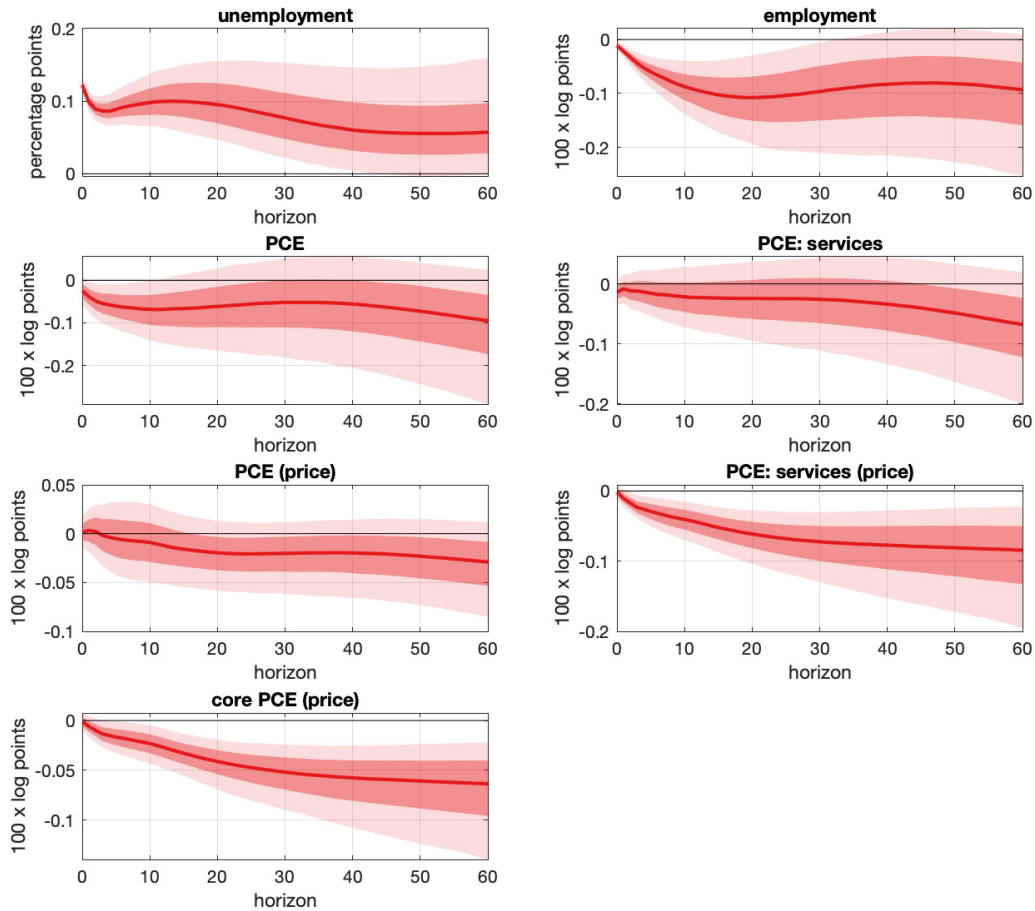 unemployment
percentage points
0.2
0.1
0
0 10 20 30 40 50 60
horizon
employment
100 x log points
0
-0.1
-0.2
0 10 20 30 40 50 60
horizon
PCE
100 x log points
0
-0.1
-0.2
0 10 20 30 40 50 60
horizon
PCE: services
100 x log points
0
-0.1
-0.2
0 10 20 30 40 50 60
horizon
PCE (price)
100 x log points
0.05
0
-0.05
-0.1
0 10 20 30 40 50 60
horizon
PCE: services (price)
100 x log points
0
-0.1
-0.2
0 10 20 30 40 50 60
horizon
core PCE (price)
100 x log points
0
-0.05
-0.1
0 10 20 30 40 50 60
horizon